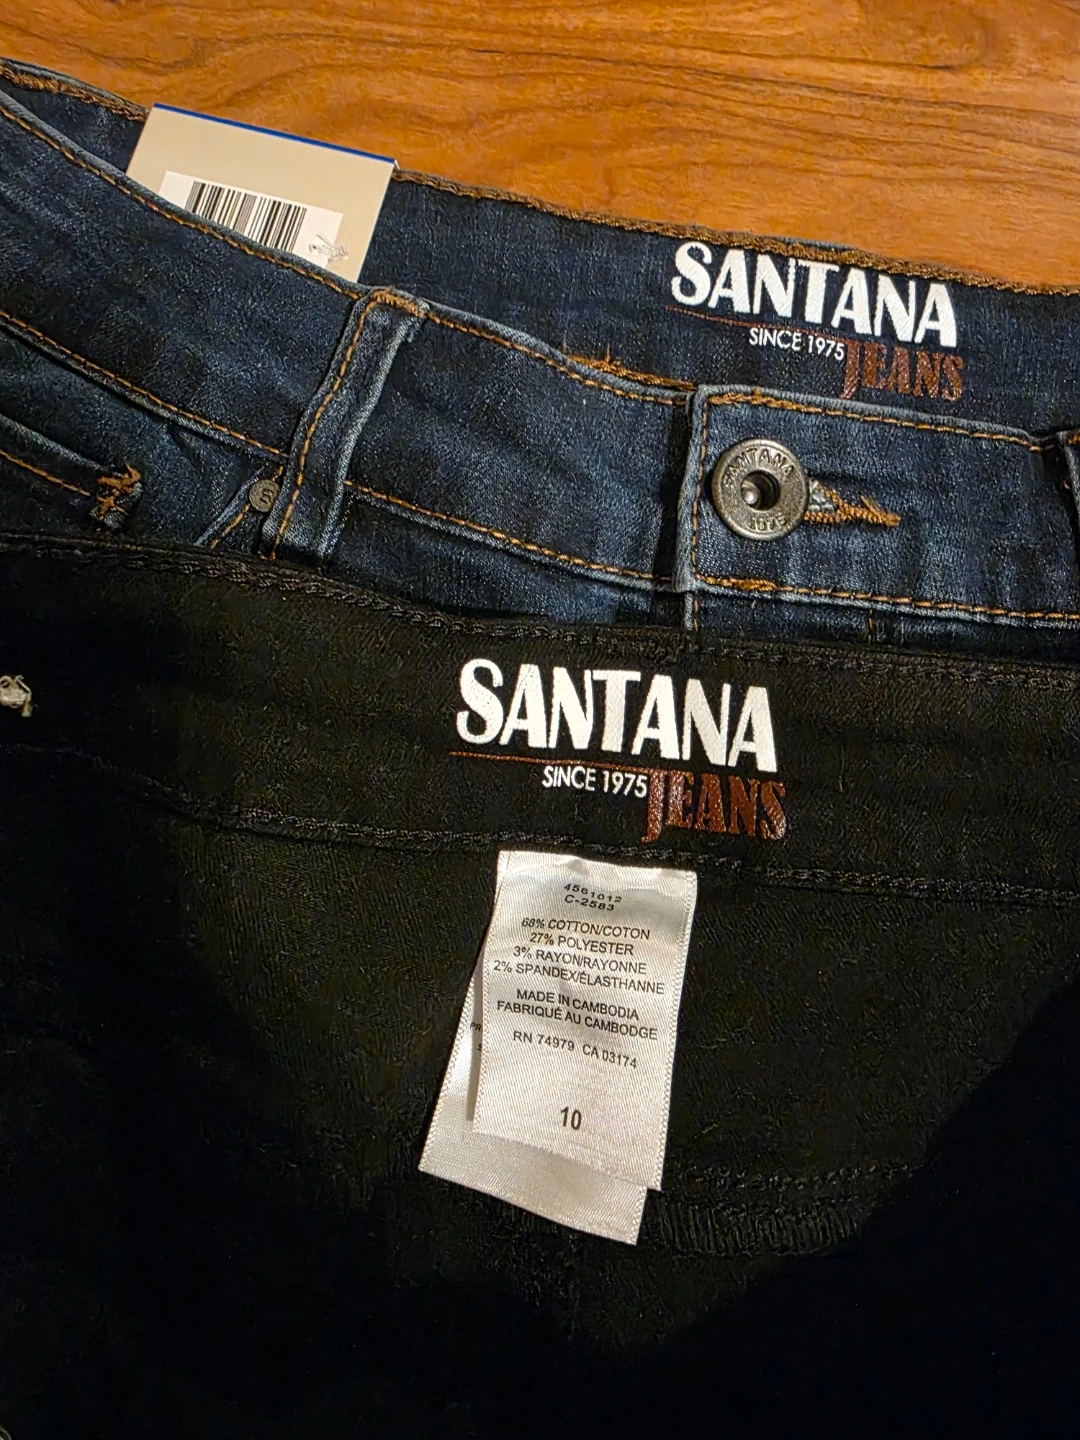 SANTANA
SINCE 1975 JEANS
SANTANA
1975
S
SANTANA
SINCE 1975 JEANS
4561012
C-2583
68% COTTON/COTON
27% POLYESTER
3% RAYON/RAYONNE
2% SPANDEX/ÉLASTHANNE
MADE IN CAMBODIA
FABRIQUÉ AU CAMBODGE
RN 74979 CA 03174
10